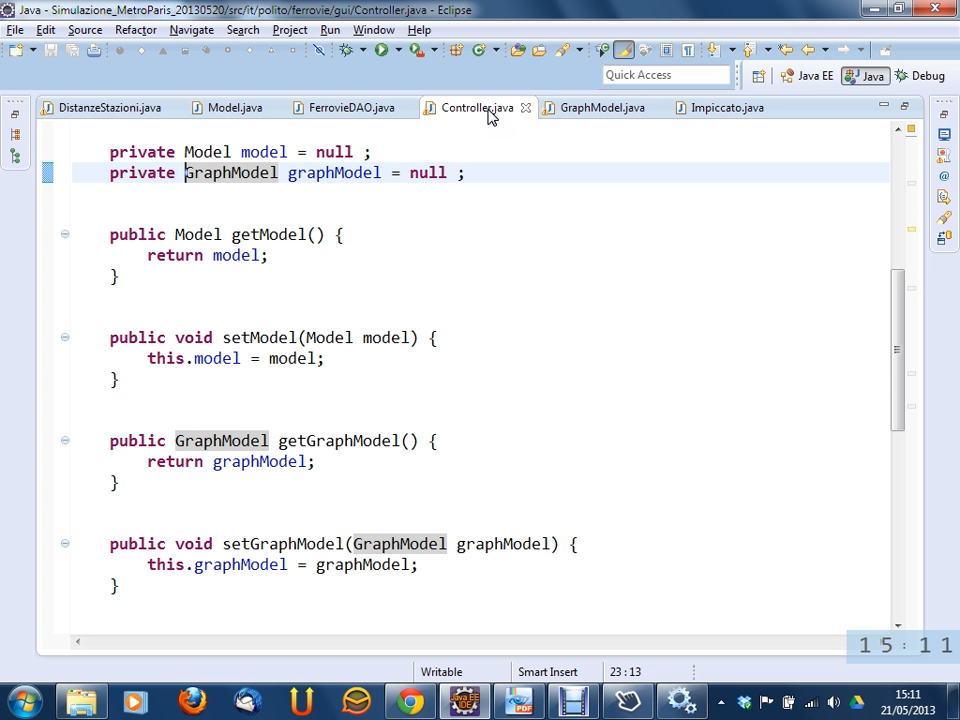 Java - Simulazione_MetroParis_20130520/src/it/polito/ferrovie/gui/Controller.java - Eclipse
File Edit Source Refactor Navigate Search Project Run Window Help
Quick Access
Java EE
Java
Debug
DistanzeStazioni.java
Model.java
FerrovieDAO.java
Controller.java
GraphModel.java
Impiccato.java
private Model model = null ;
private GraphModel graphModel = null ;
public Model getModel() {
return model;
}
public void setModel(Model model) {
this.model = model;
}
public GraphModel getGraphModel() {
return graphModel;
}
public void setGraphModel(GraphModel graphModel) {
this.graphModel = graphModel;
}
15:11
Writable
Smart Insert
23:13
Java EE
IDE
PDF
15:11
21/05/2013